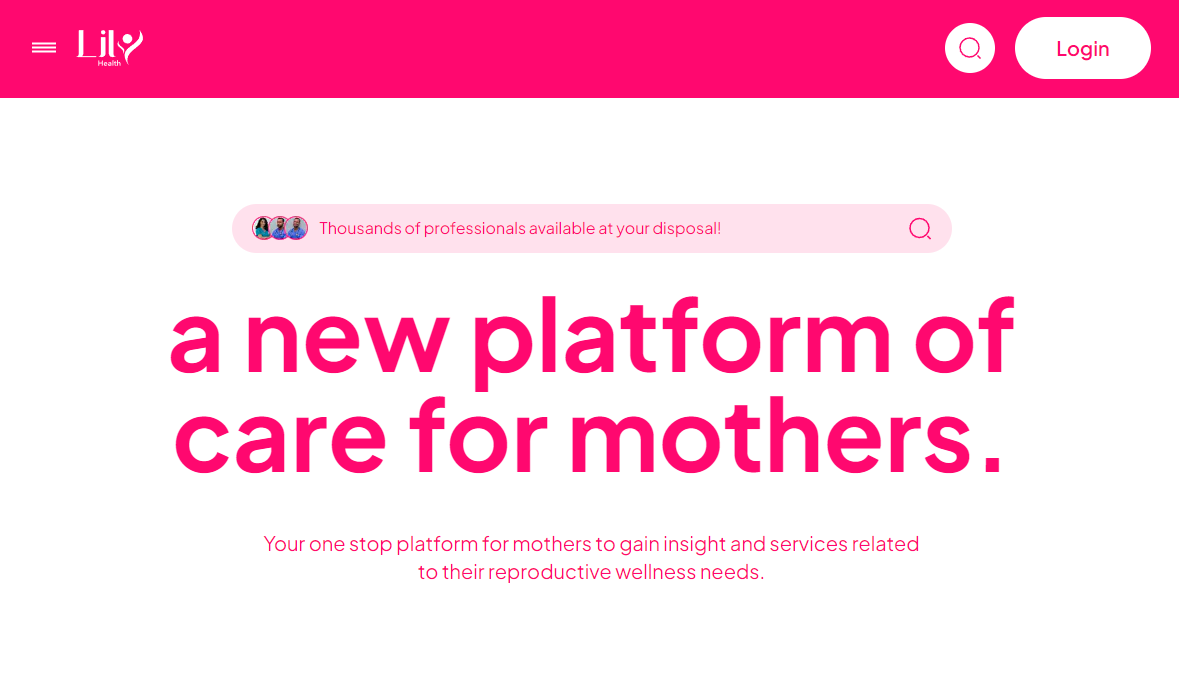 Lily
Health
Login
Thousands of professionals available at your disposal!
a new platform of
care for mothers.
Your one stop platform for mothers to gain insight and services related
to their reproductive wellness needs.